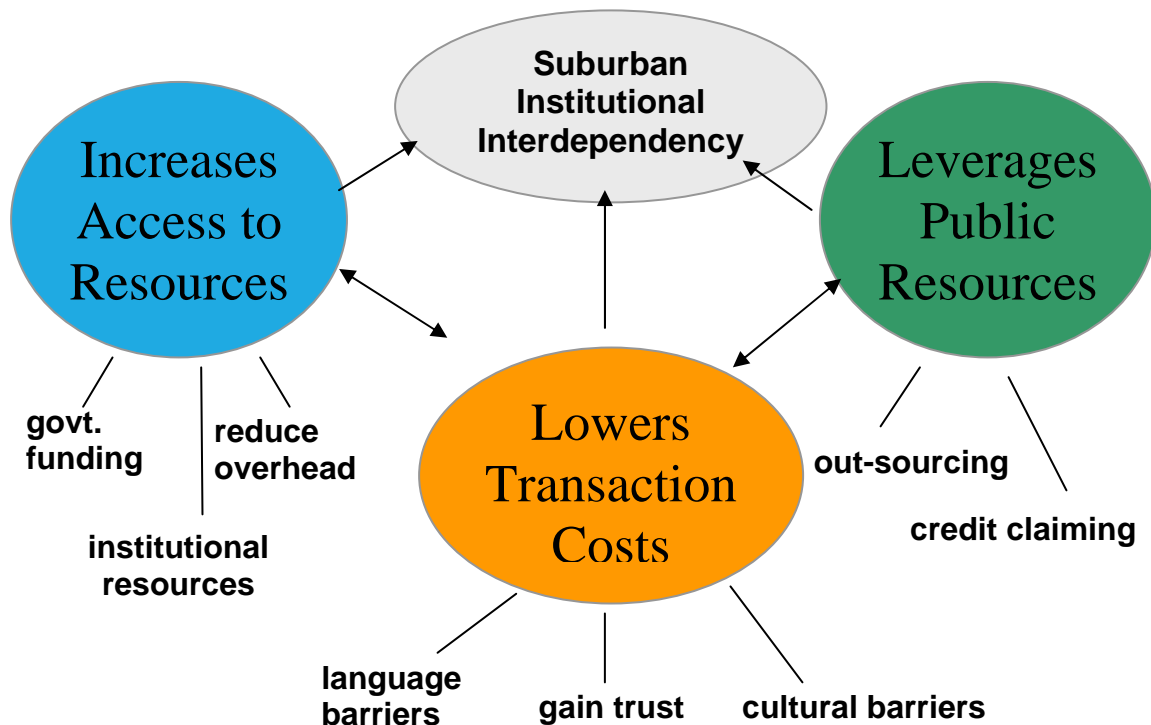 Suburban
Institutional
Interdependency
Increases
Access to
Resources
Leverages
Public
Resources
govt.
funding
reduce
overhead
institutional
resources
Lowers
Transaction
Costs
out-sourcing
credit claiming
language
barriers
gain trust
cultural barriers